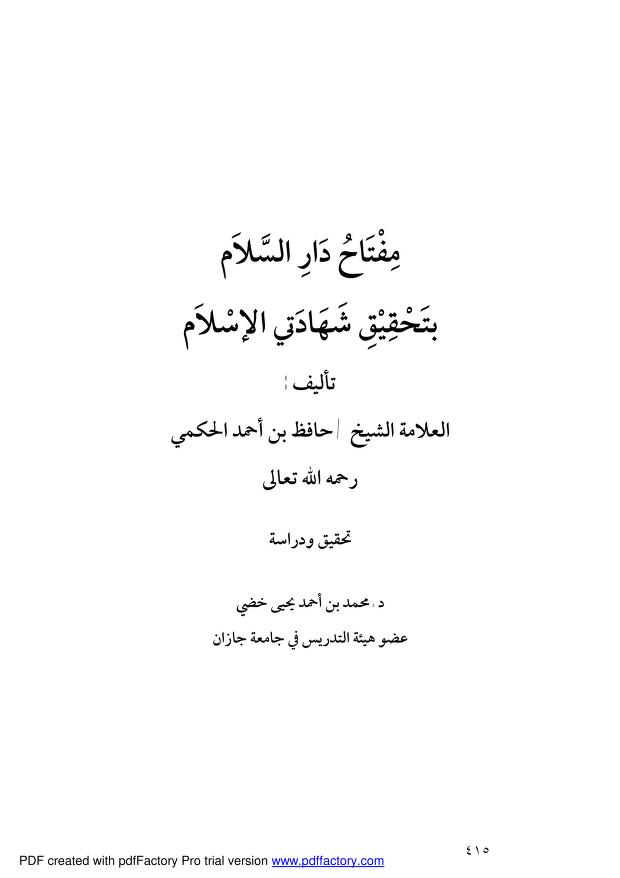 مِفْتَاحُ دَارِ السَّلاَم
بتَحْقِيْقِ شَهَادَتي الإسْلاَم
تأليف :
العلامة الشيخ / حافظ بن أحمد الحكمي
رحمه الله تعالى
تحقيق ودراسة
د. محمد بن أحمد يحيى خضي
عضو هيئة التدريس في جامعة جازان
٤١٥
PDF created with pdfFactory Pro trial version www.pdffactory.com